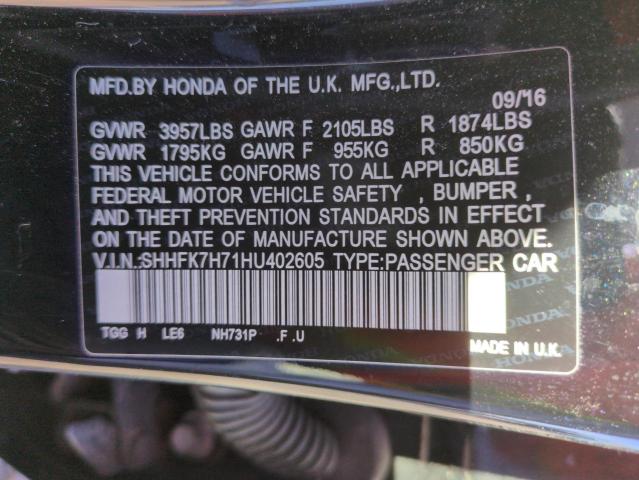 MFD.BY HONDA OF THE U.K. MFG.,LTD.
09/16
GVWR 3957LBS GAWR F 2105LBS R 1874LBS
GVWR 1795KG GAWR F 955KG R 850KG
THIS VEHICLE CONFORMS TO ALL APPLICABLE
FEDERAL MOTOR VEHICLE SAFETY , BUMPER ,
AND THEFT PREVENTION STANDARDS IN EFFECT
ON THE DATE OF MANUFACTURE SHOWN ABOVE.
V.I.N.:SHHFK7H71HU402605 TYPE:PASSENGER CAR
TGG H LE6 NH731P .F .U
MADE IN U.K.